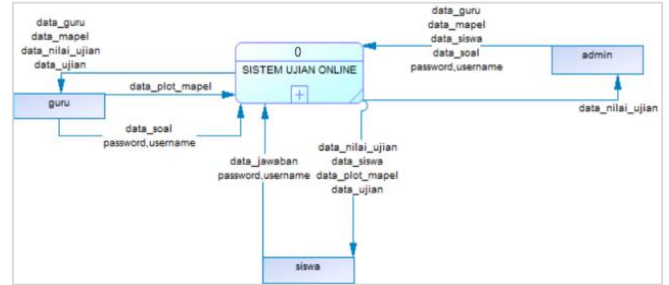 data_guru
data_mapel
data_nilai_ujian
data_ujian
guru
data_plot_mapel
data_soal
password,username
0
SISTEM UJIAN ONLINE
+
data_guru
data_mapel
data_siswa
data_soal
password,username
admin
data_nilai_ujian
data_jawaban
password,username
data_nilai_ujian
data_siswa
data_plot_mapel
data_ujian
siswa